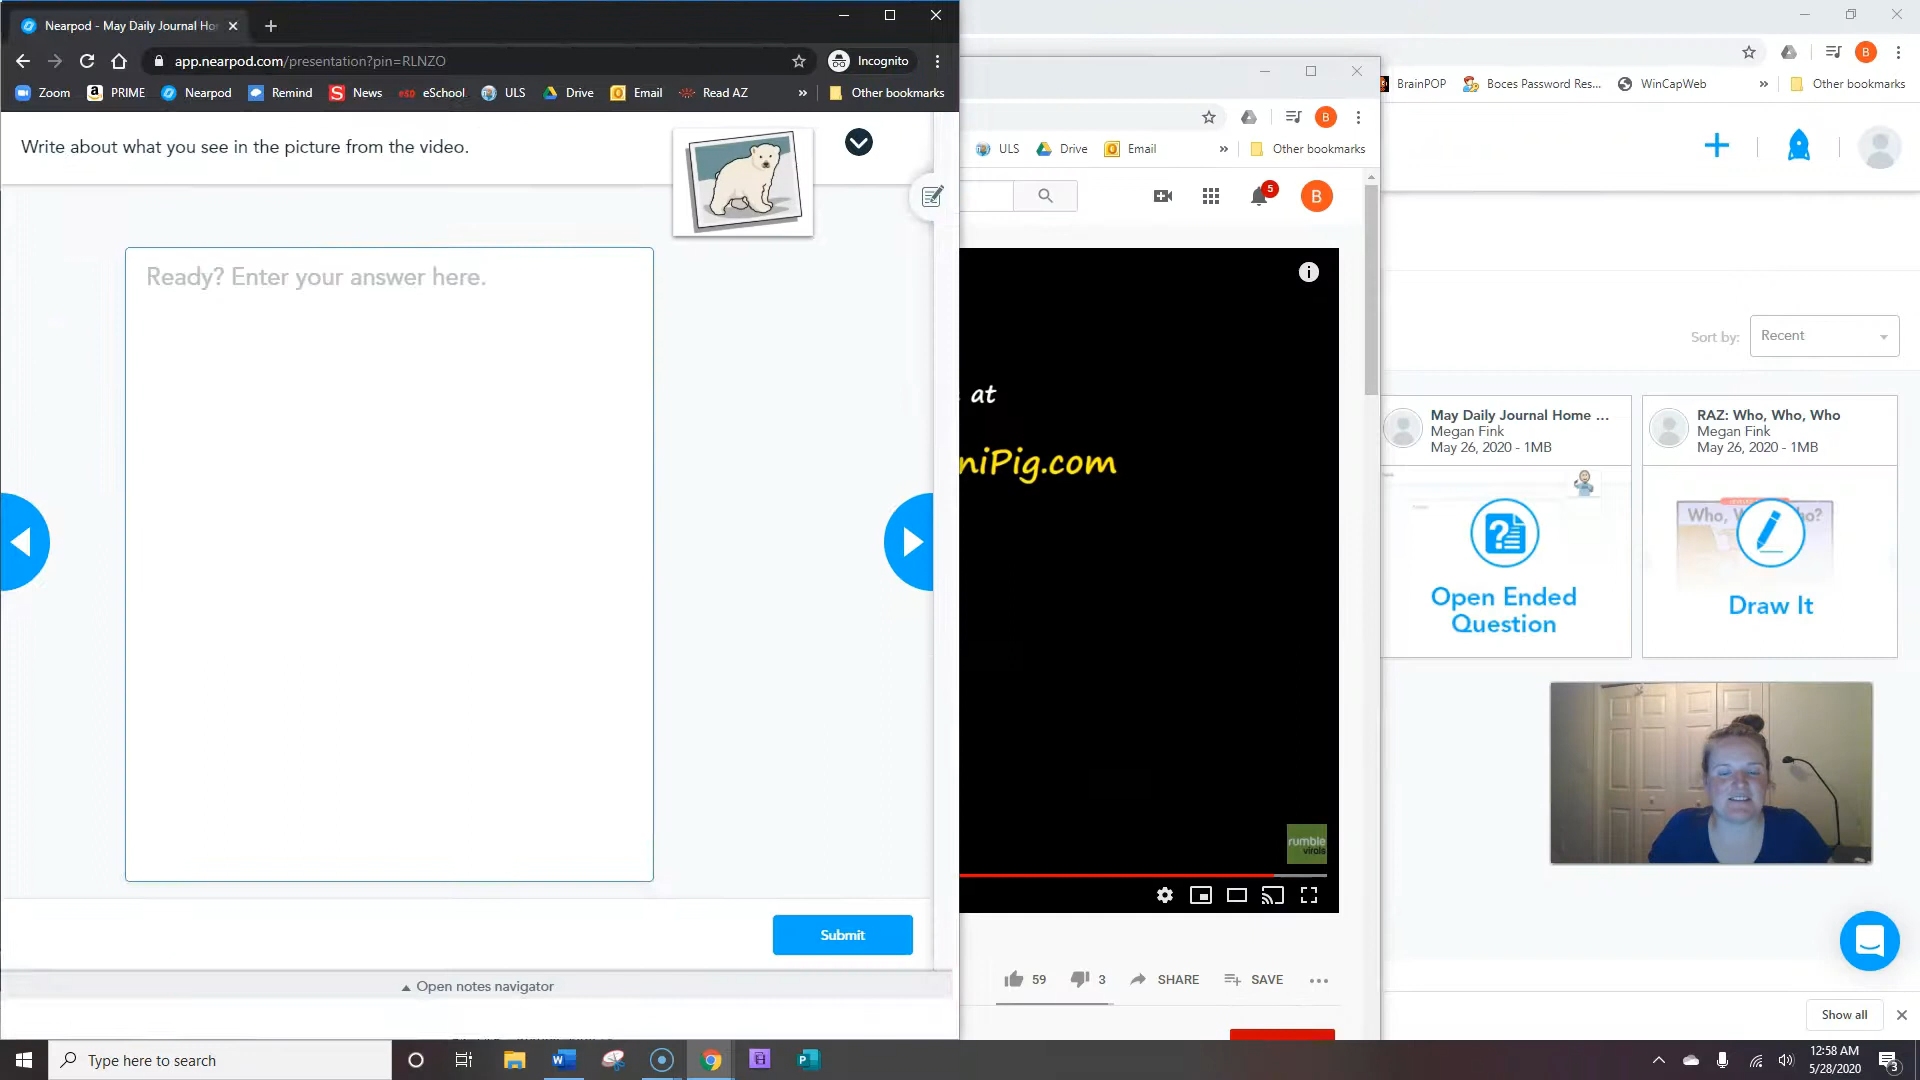 Nearpod - May Daily Journal Ho
app.nearpod.com/presentation?pin=RLNZO
Incognito
Zoom PRIME Nearpod Remind News eSchool ULS Drive Email Read AZ » Other bookmarks
Write about what you see in the picture from the video.
Ready? Enter your answer here.
Submit
Open notes navigator
B
ULS Drive Email » Other bookmarks
5
B
at
niPig.com
rumble
virals
59 3 SHARE SAVE
B
BrainPOP Boces Password Res... WinCapWeb » Other bookmarks
Sort by: Recent
May Daily Journal Home ...
Megan Fink
May 26, 2020 - 1MB
Open Ended
Question
RAZ: Who, Who, Who
Megan Fink
May 26, 2020 - 1MB
Draw It
Show all
Type here to search
12:58 AM
5/28/2020
3